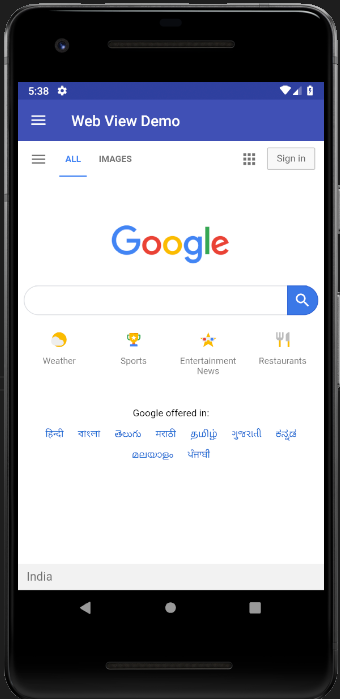 5:38
Web View Demo
ALL IMAGES Sign in
Google
Weather Sports Entertainment News Restaurants
Google offered in:
हिन्दी বাংলা తెలుగు मराठी தமிழ் ગુજરાતી ಕನ್ನಡ
മലയാളം ਪੰਜਾਬੀ
India